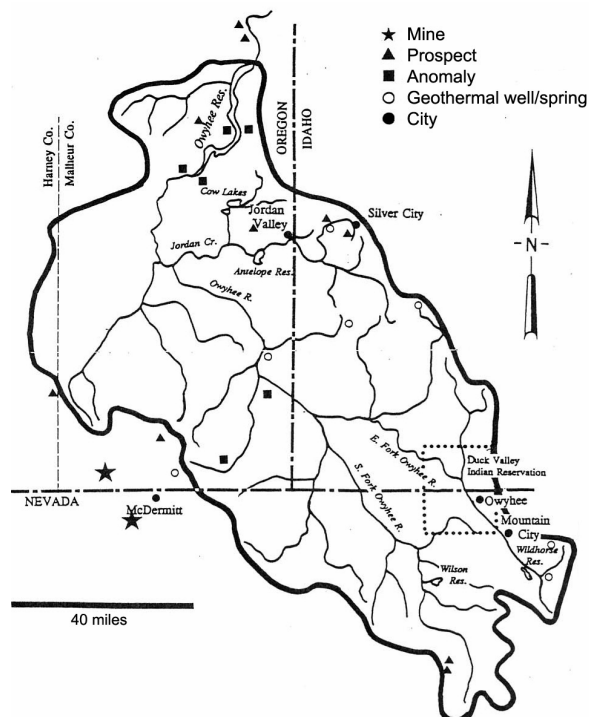 Mine
Prospect
Anomaly
Geothermal well/spring
City
Harney Co.
Malheur Co.
Owyhee Res.
OREGON
IDAHO
Cow Lakes
Jordan
Valley
Silver City
Jordan Cr.
Antelope Res.
-N-
Owyhee R.
E. Fork Owyhee R.
S. Fork Owyhee R.
Duck Valley
Indian Reservation
NEVADA
McDermitt
Owyhee
Mountain
City
Wildhorse
Res.
Wilson
Res.
40 miles